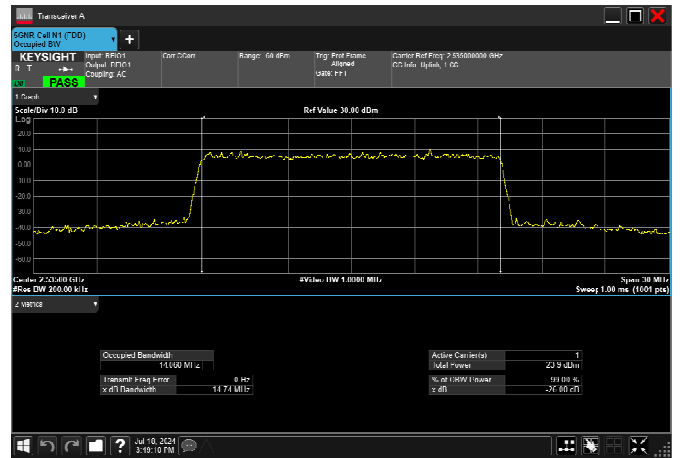 Transceiver A
5GNR Cell N1 (FDD)
Occupied BW
+
KEYSIGHT
R T
PASS
Input: RFIO1
Output: RFIO1
Coupling: AC
Corr CCorr
Range: -60 dBm
Trig: Prot Frame
Aligned
Gate: FFT
Carrier Ref Freq: 2.535000000 GHz
CC Info: Uplink, 1 CC
1 Graph
Scale/Div 10.0 dB
Ref Value 30.00 dBm
Log
20.0
10.0
0.00
-10.0
-20.0
-30.0
-40.0
-50.0
-60.0
Center 2.53500 GHz
#Video BW 1.0000 MHz
Span 30 MHz
#Res BW 200.00 kHz
Sweep 1.00 ms (1001 pts)
2 Metrics
Occupied Bandwidth
14.060 MHz
Transmit Freq Error 0 Hz
x dB Bandwidth 14.74 MHz
Active Carrier(s) 1
Total Power 23.9 dBm
% of OBW Power 99.00 %
x dB -26.00 dB
?
Jul 10, 2024
3:49:10 PM